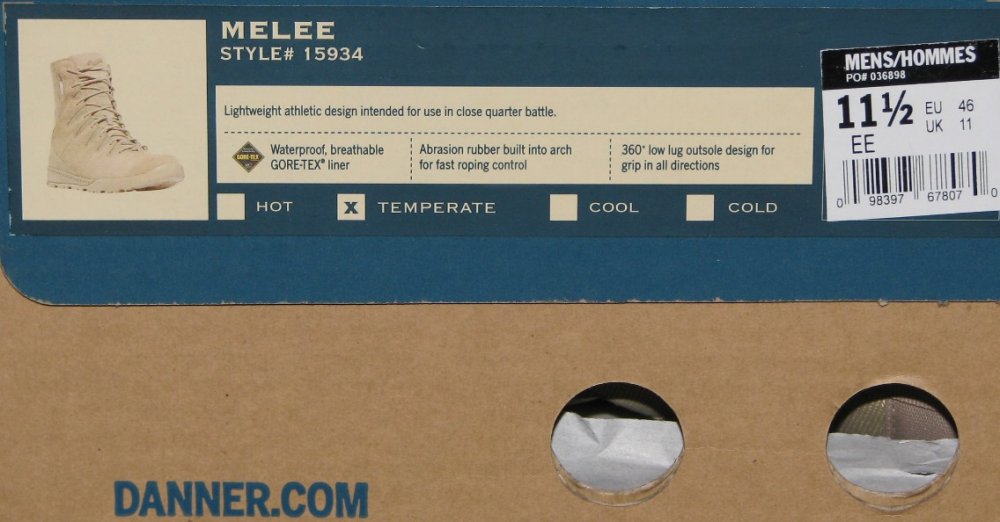 MELEE
STYLE# 15934
Lightweight athletic design intended for use in close quarter battle.
GORE-TEX
Waterproof, breathable
GORE-TEX® liner
Abrasion rubber built into arch
for fast roping control
360° low lug outsole design for
grip in all directions
HOT
X TEMPERATE
COOL
COLD
MENS/HOMMES
PO# 036898
11½ EU 46
UK 11
EE
0 98397 67807 0
DANNER.COM